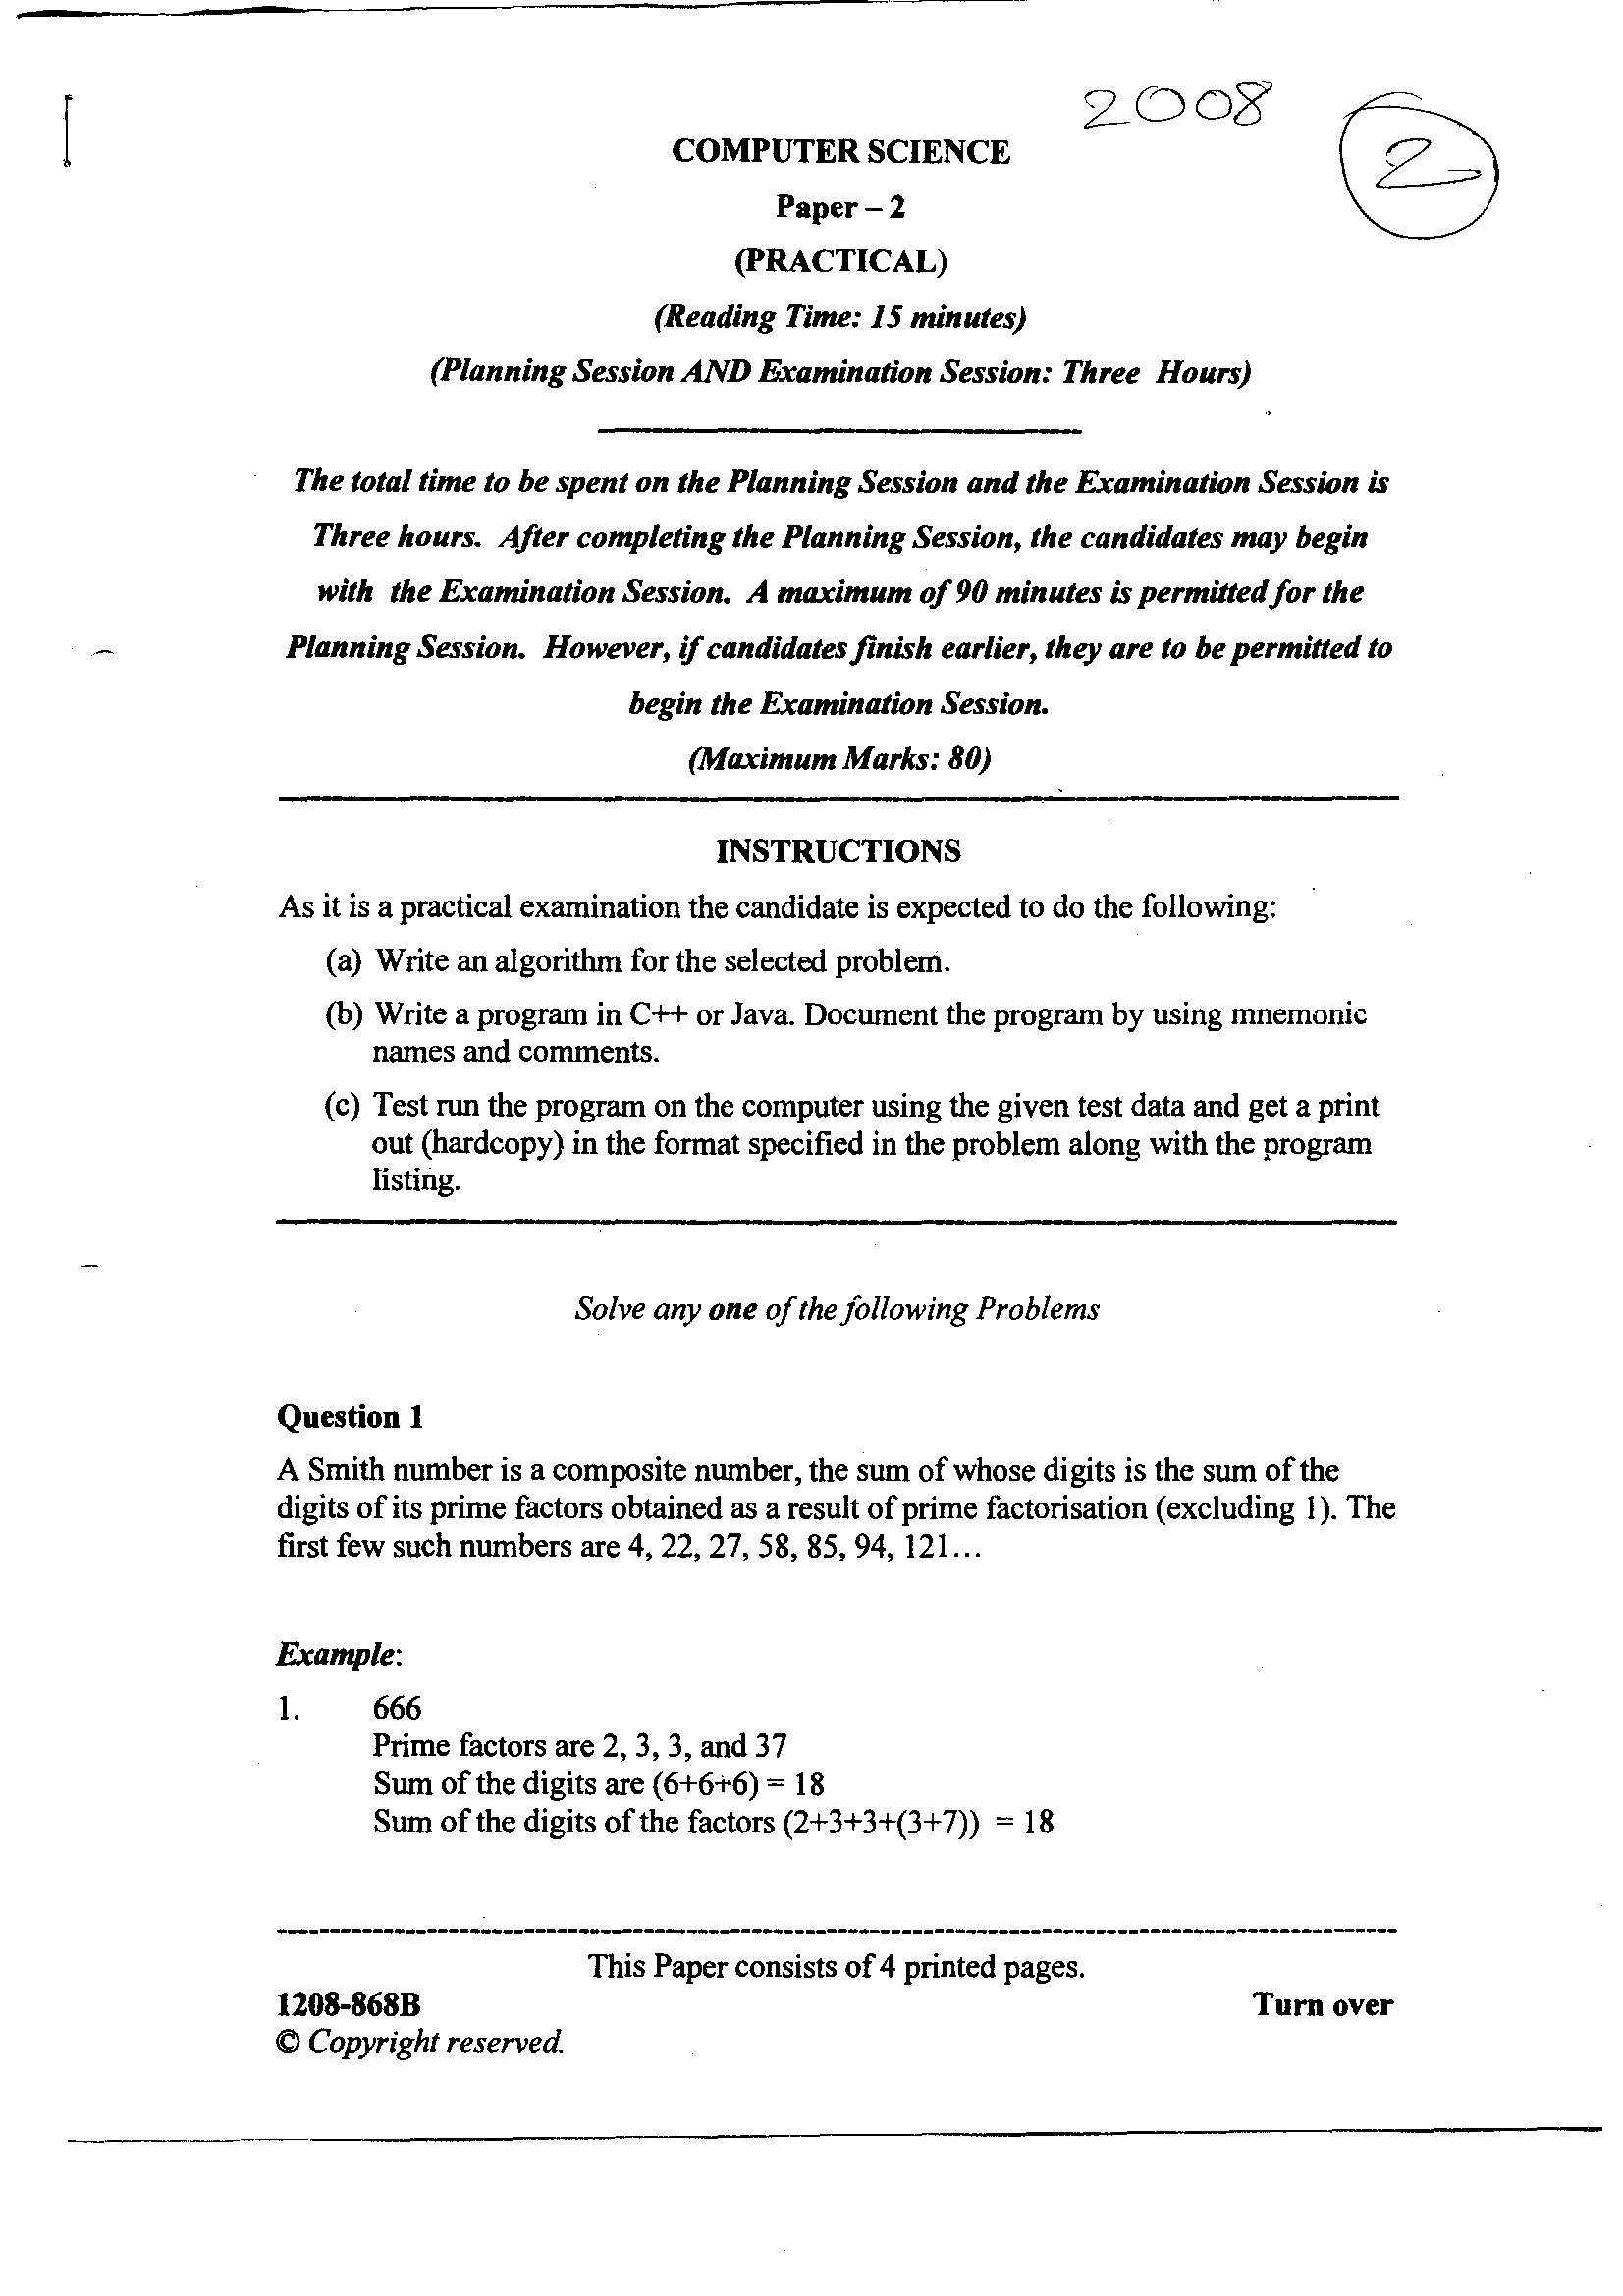 2008
2
COMPUTER SCIENCE
Paper – 2
(PRACTICAL)
(Reading Time: 15 minutes)
(Planning Session AND Examination Session: Three Hours)
The total time to be spent on the Planning Session and the Examination Session is
Three hours. After completing the Planning Session, the candidates may begin
with the Examination Session. A maximum of 90 minutes is permitted for the
Planning Session. However, if candidates finish earlier, they are to be permitted to
begin the Examination Session.
(Maximum Marks: 80)
INSTRUCTIONS
As it is a practical examination the candidate is expected to do the following:
(a) Write an algorithm for the selected problem.
(b) Write a program in C++ or Java. Document the program by using mnemonic
names and comments.
(c) Test run the program on the computer using the given test data and get a print
out (hardcopy) in the format specified in the problem along with the program
listing.
Solve any one of the following Problems
Question 1
A Smith number is a composite number, the sum of whose digits is the sum of the
digits of its prime factors obtained as a result of prime factorisation (excluding 1). The
first few such numbers are 4, 22, 27, 58, 85, 94, 121…
Example:
1. 666
Prime factors are 2, 3, 3, and 37
Sum of the digits are (6+6+6) = 18
Sum of the digits of the factors (2+3+3+(3+7)) = 18
This Paper consists of 4 printed pages.
1208-868B Turn over
© Copyright reserved.